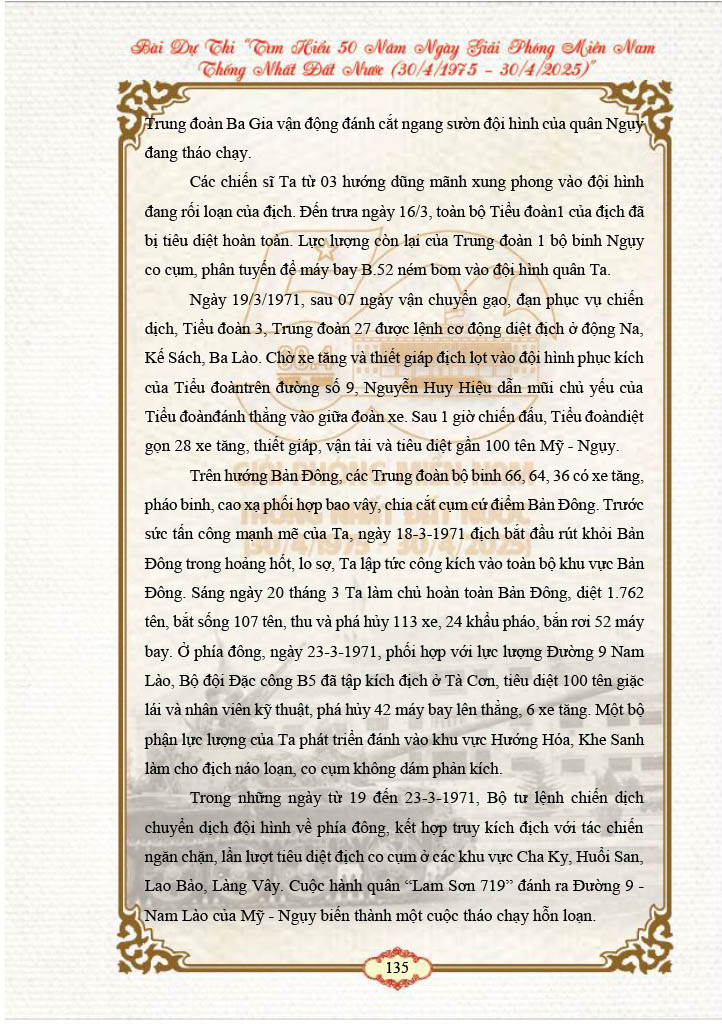 Bài Dự Thi “Tìm Hiểu 50 Năm Ngày Giải Phóng Miền Nam
Thống Nhất Đất Nước (30/4/1975 – 30/4/2025)”
Trung đoàn Ba Gia vận động đánh cắt ngang sườn đội hình của quân Ngụy
đang tháo chạy.
Các chiến sĩ Ta từ 03 hướng dũng mãnh xung phong vào đội hình
đang rối loạn của địch. Đến trưa ngày 16/3, toàn bộ Tiểu đoàn1 của địch đã
bị tiêu diệt hoàn toàn. Lực lượng còn lại của Trung đoàn 1 bộ binh Ngụy
co cụm, phân tuyến để máy bay B.52 ném bom vào đội hình quân Ta.
Ngày 19/3/1971, sau 07 ngày vận chuyển gạo, đạn phục vụ chiến
dịch, Tiểu đoàn 3, Trung đoàn 27 được lệnh cơ động diệt địch ở động Na,
Kế Sách, Ba Lào. Chờ xe tăng và thiết giáp địch lọt vào đội hình phục kích
của Tiểu đoàntrên đường số 9, Nguyễn Huy Hiệu dẫn mũi chủ yếu của
Tiểu đoànđánh thẳng vào giữa đoàn xe. Sau 1 giờ chiến đấu, Tiểu đoàndiệt
gọn 28 xe tăng, thiết giáp, vận tải và tiêu diệt gần 100 tên Mỹ - Ngụy.
Trên hướng Bản Đông, các Trung đoàn bộ binh 66, 64, 36 có xe tăng,
pháo binh, cao xạ phối hợp bao vây, chia cắt cụm cứ điểm Bản Đông. Trước
sức tấn công mạnh mẽ của Ta, ngày 18-3-1971 địch bắt đầu rút khỏi Bản
Đông trong hoảng hốt, lo sợ, Ta lập tức công kích vào toàn bộ khu vực Bản
Đông. Sáng ngày 20 tháng 3 Ta làm chủ hoàn toàn Bản Đông, diệt 1.762
tên, bắt sống 107 tên, thu và phá hủy 113 xe, 24 khẩu pháo, bắn rơi 52 máy
bay. Ở phía đông, ngày 23-3-1971, phối hợp với lực lượng Đường 9 Nam
Lào, Bộ đội Đặc công B5 đã tập kích địch ở Tà Cơn, tiêu diệt 100 tên giặc
lái và nhân viên kỹ thuật, phá hủy 42 máy bay lên thẳng, 6 xe tăng. Một bộ
phận lực lượng của Ta phát triển đánh vào khu vực Hướng Hóa, Khe Sanh
làm cho địch náo loạn, co cụm không dám phản kích.
Trong những ngày từ 19 đến 23-3-1971, Bộ tư lệnh chiến dịch
chuyển dịch đội hình về phía đông, kết hợp truy kích địch với tác chiến
ngăn chặn, lần lượt tiêu diệt địch co cụm ở các khu vực Cha Ky, Huổi San,
Lao Bảo, Làng Vây. Cuộc hành quân “Lam Sơn 719” đánh ra Đường 9 -
Nam Lào của Mỹ - Ngụy biến thành một cuộc tháo chạy hỗn loạn.
30.4
GIẢI PHÓNG MIỀN NAM
THỐNG NHẤT ĐẤT NƯỚC
(30/4/1975 - 30/4/2025)
135